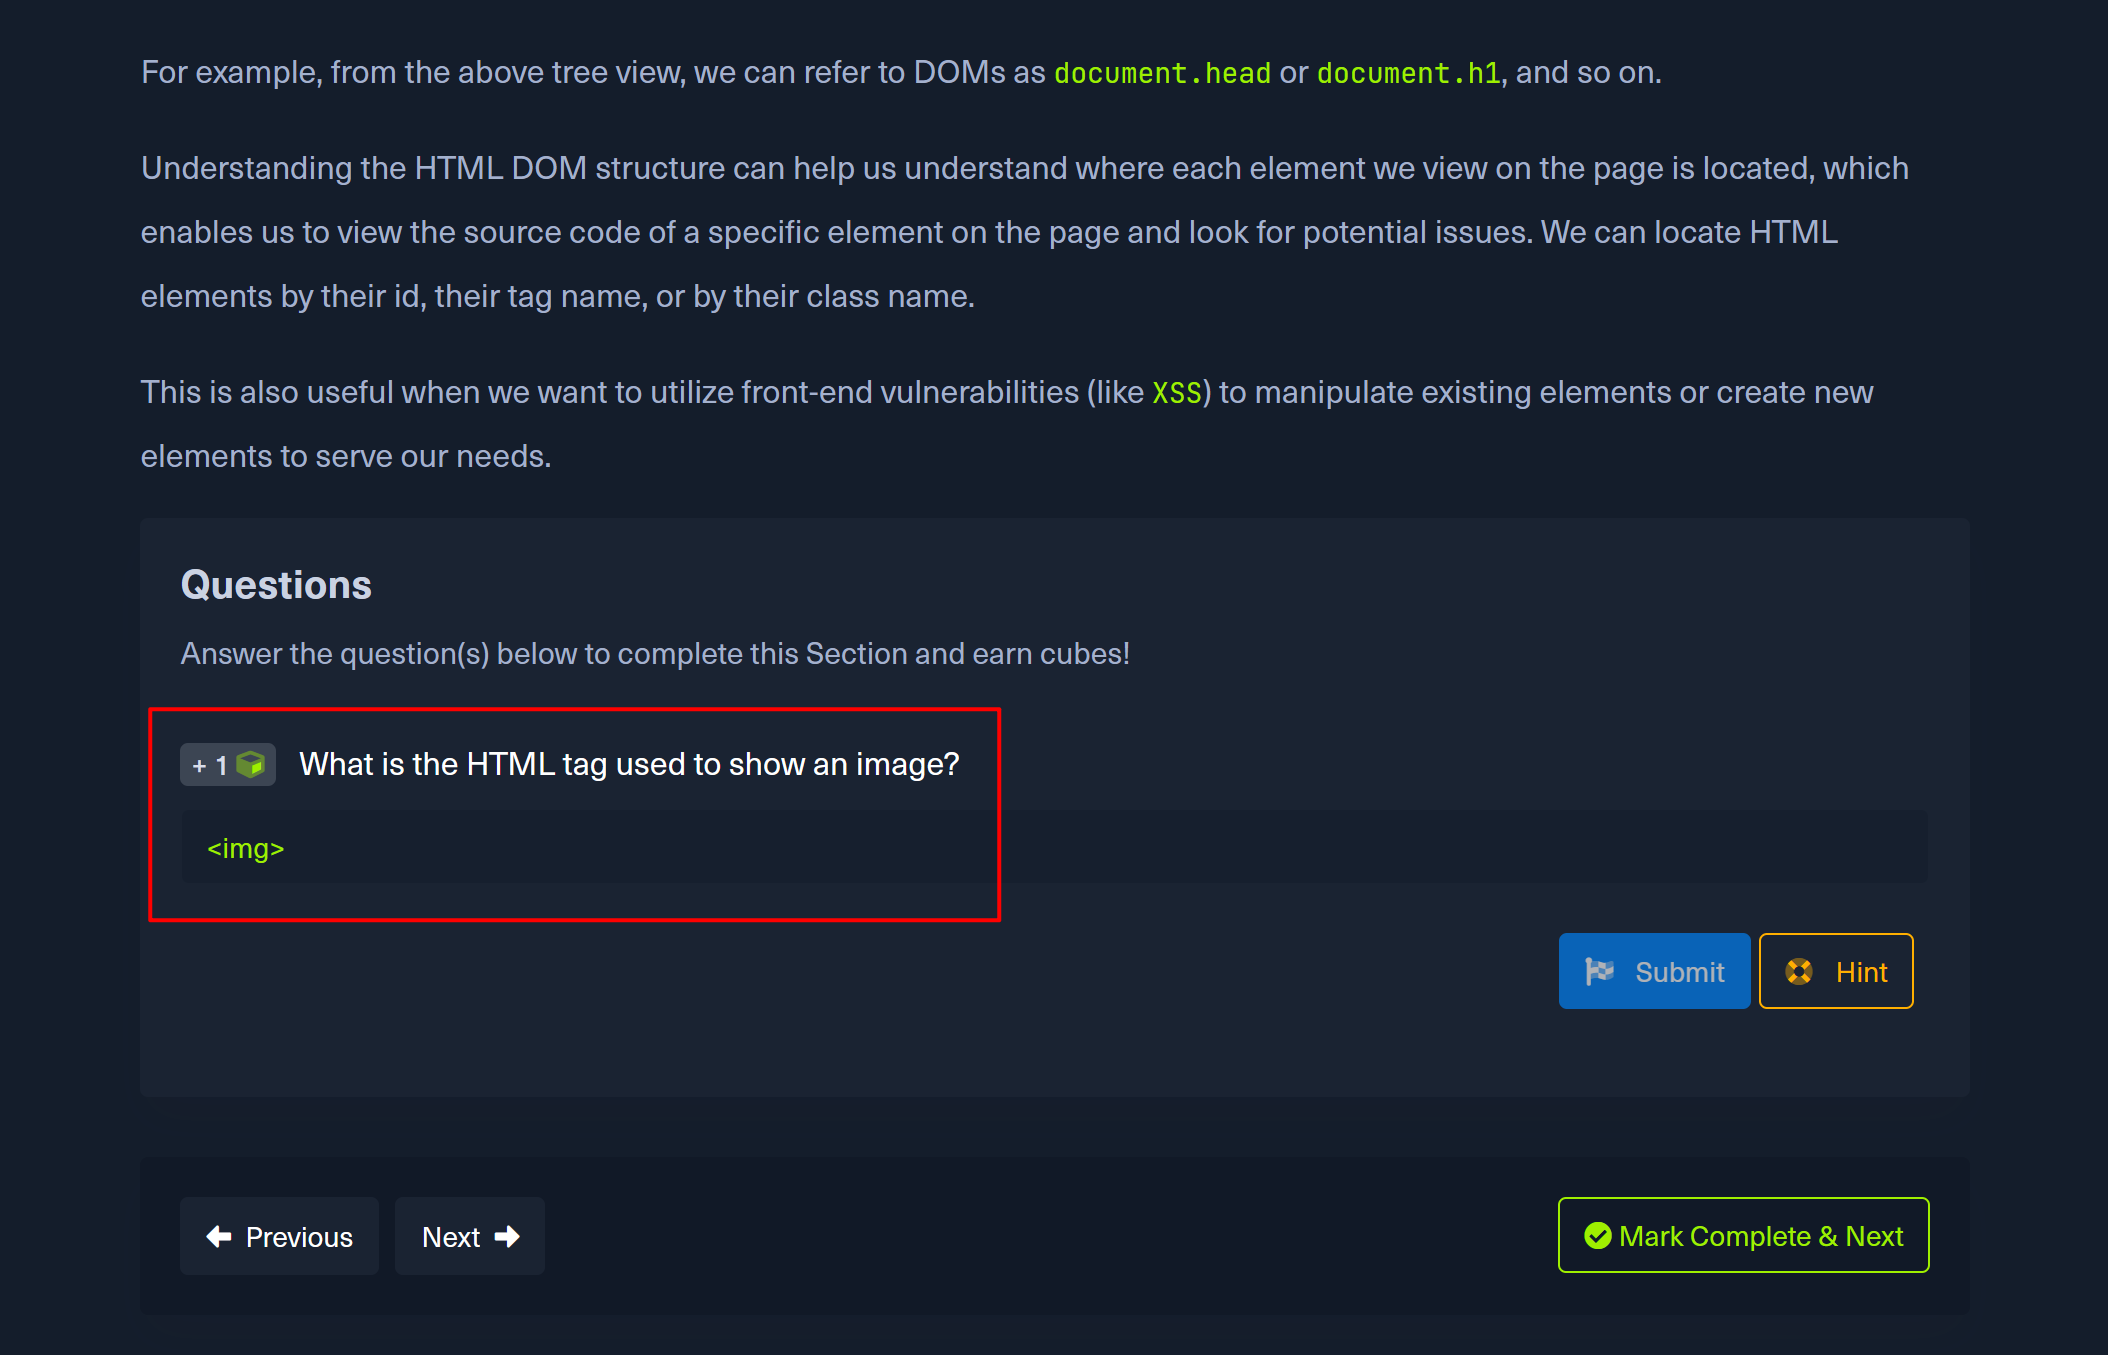 For example, from the above tree view, we can refer to DOMs as document.head or document.h1, and so on.
Understanding the HTML DOM structure can help us understand where each element we view on the page is located, which
enables us to view the source code of a specific element on the page and look for potential issues. We can locate HTML
elements by their id, their tag name, or by their class name.
This is also useful when we want to utilize front-end vulnerabilities (like XSS) to manipulate existing elements or create new
elements to serve our needs.
Questions
Answer the question(s) below to complete this Section and earn cubes!
+ 1 What is the HTML tag used to show an image?
<img>
Submit Hint
Previous Next Mark Complete & Next